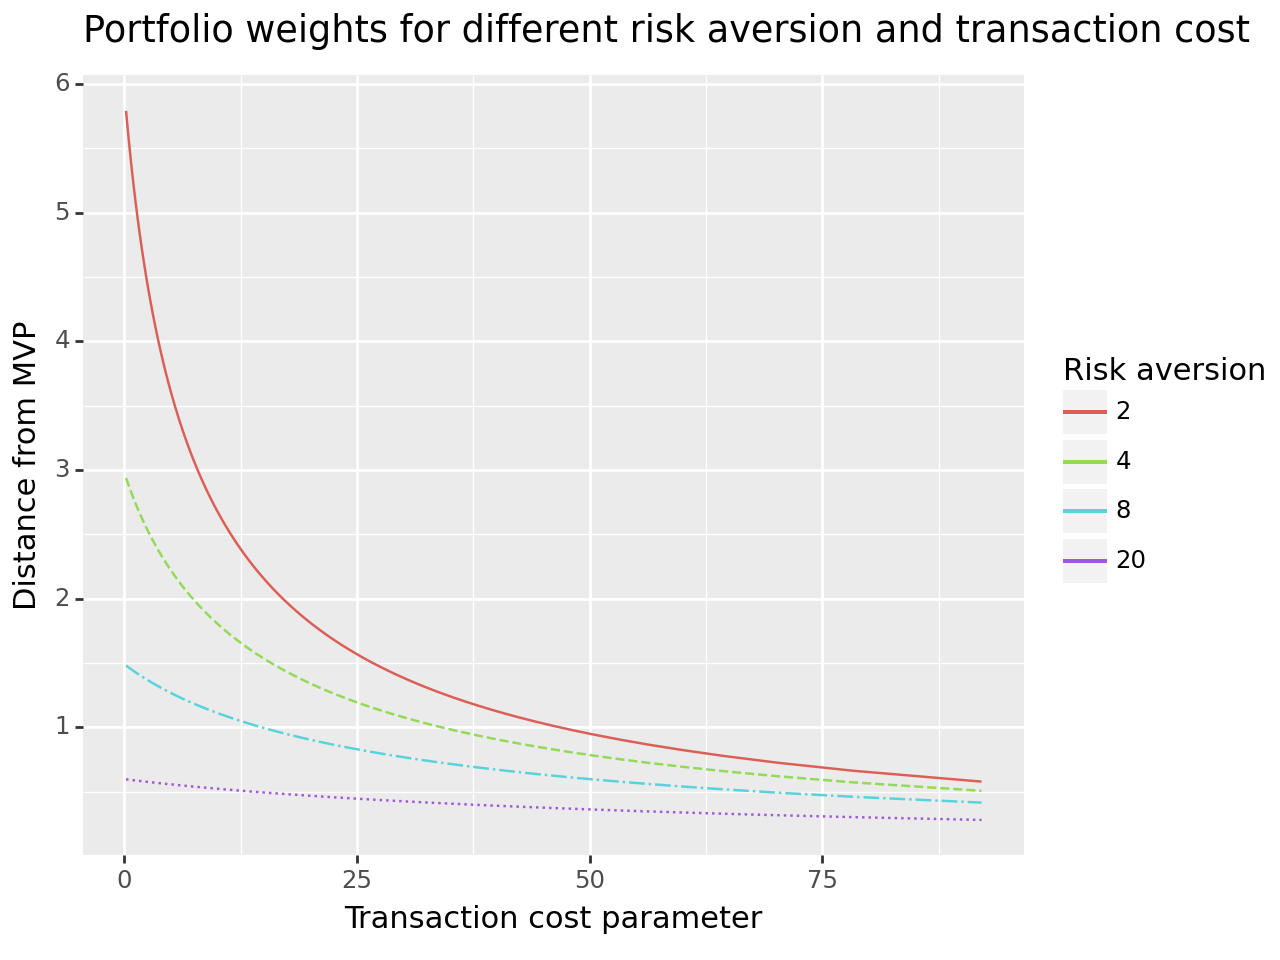 Portfolio weights for different risk aversion and transaction cost
6
5
4
3
2
1
Distance from MVP
0 25 50 75
Transaction cost parameter
Risk aversion
2
4
8
20